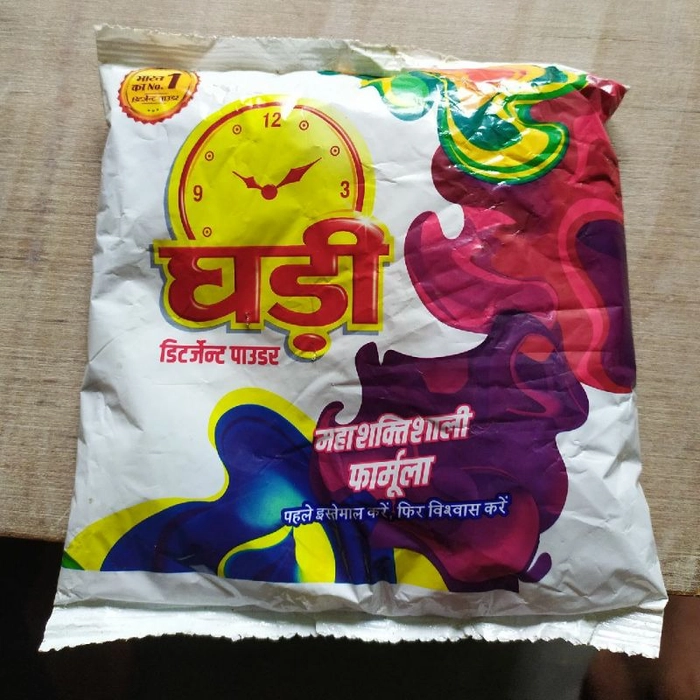 भारत
का No. 1
डिटर्जेन्ट पाउडर
12
9
3
घड़ी
डिटर्जेन्ट पाउडर
महाशक्तिशाली
फार्मूला
पहले इस्तेमाल करें, फिर विश्वास करें